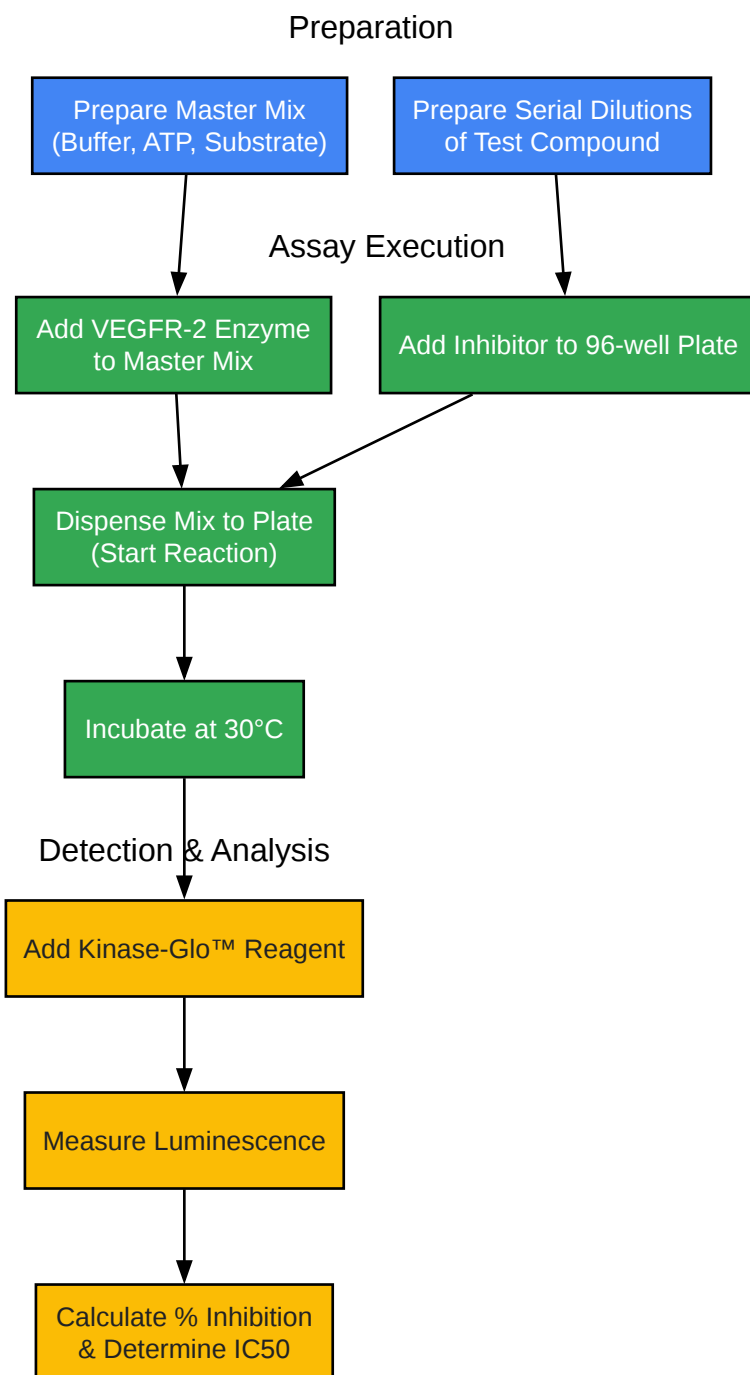 Preparation
Prepare Master Mix
(Buffer, ATP, Substrate)
Prepare Serial Dilutions
of Test Compound
Assay Execution
Add VEGFR-2 Enzyme
to Master Mix
Add Inhibitor to 96-well Plate
Dispense Mix to Plate
(Start Reaction)
Incubate at 30°C
Detection & Analysis
Add Kinase-Glo™ Reagent
Measure Luminescence
Calculate % Inhibition
& Determine IC50